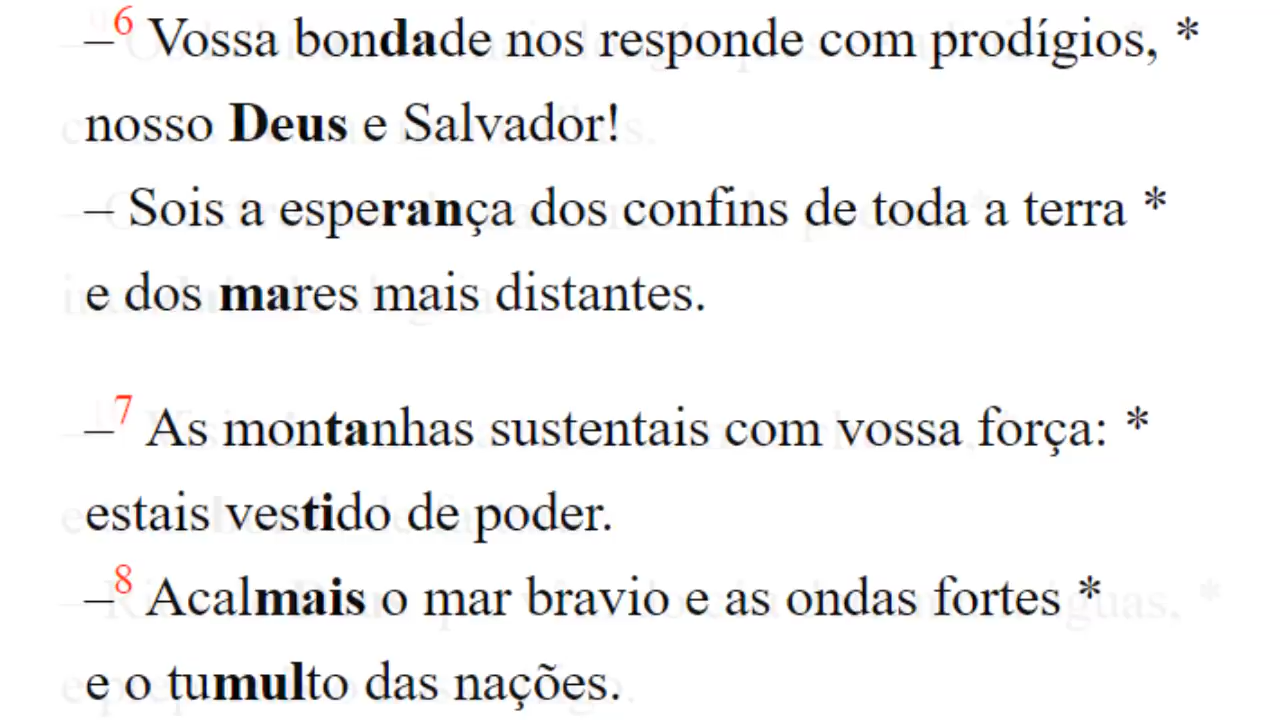 –6 Vossa bondade nos responde com prodígios, *
nosso Deus e Salvador!
– Sois a esperança dos confins de toda a terra *
e dos mares mais distantes.
–7 As montanhas sustentais com vossa força: *
estais vestido de poder.
–8 Acalmais o mar bravio e as ondas fortes *
e o tumulto das nações.